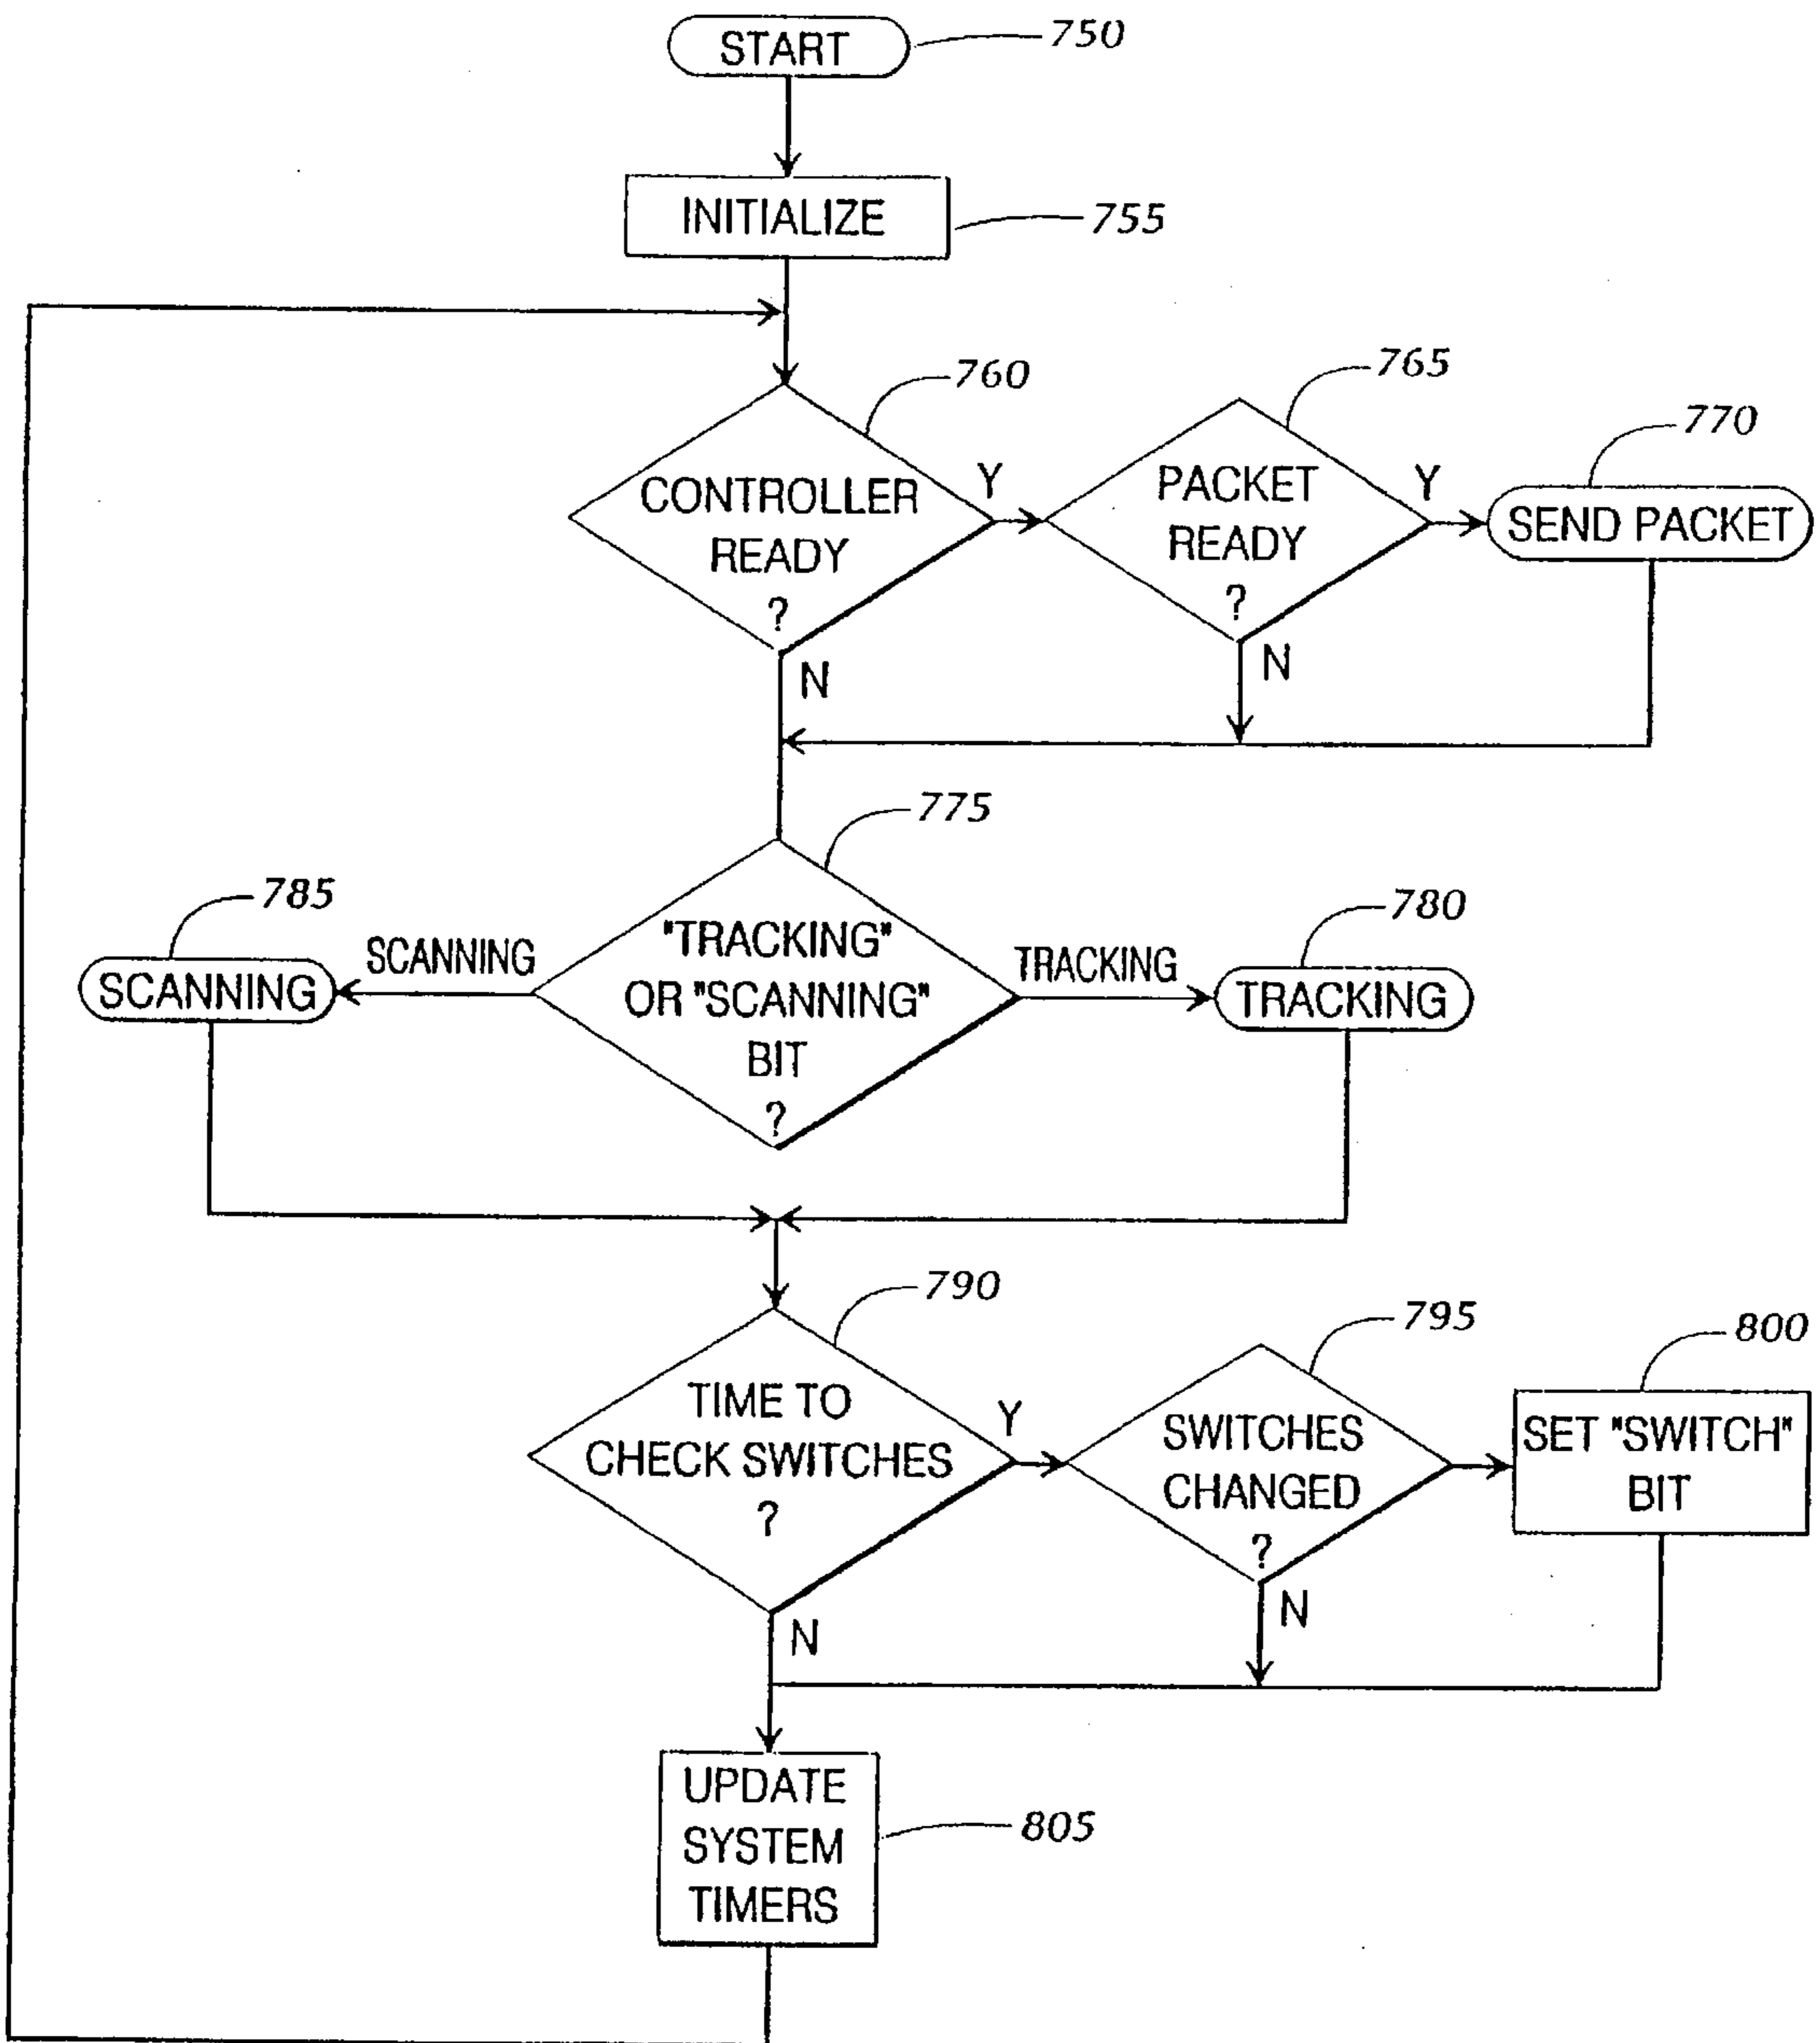 START
750
INITIALIZE
755
760
765
770
CONTROLLER
READY
?
Y
PACKET
READY
?
Y
SEND PACKET
N
N
775
785
780
"TRACKING"
OR "SCANNING"
BIT
?
SCANNING
SCANNING
TRACKING
TRACKING
790
795
800
TIME TO
CHECK SWITCHES
?
Y
SWITCHES
CHANGED
?
SET "SWITCH"
BIT
N
N
UPDATE
SYSTEM
TIMERS
805